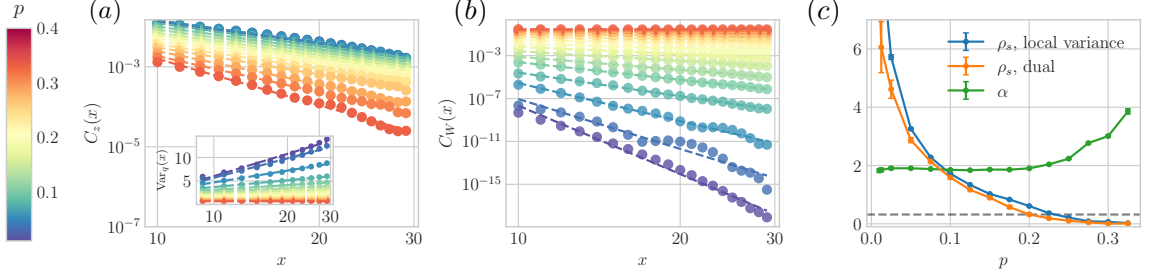 p
0.4
0.3
0.2
0.1
(a)
C_z(x)
10^{-3}
10^{-5}
10^{-7}
10
20
30
x
Var_q(x)
10
5
10
20
30
(b)
C_W(x)
10^{-3}
10^{-7}
10^{-11}
10^{-15}
10
20
30
x
(c)
ρ_s, local variance
ρ_s, dual
α
6
4
2
0
0.0
0.1
0.2
0.3
p